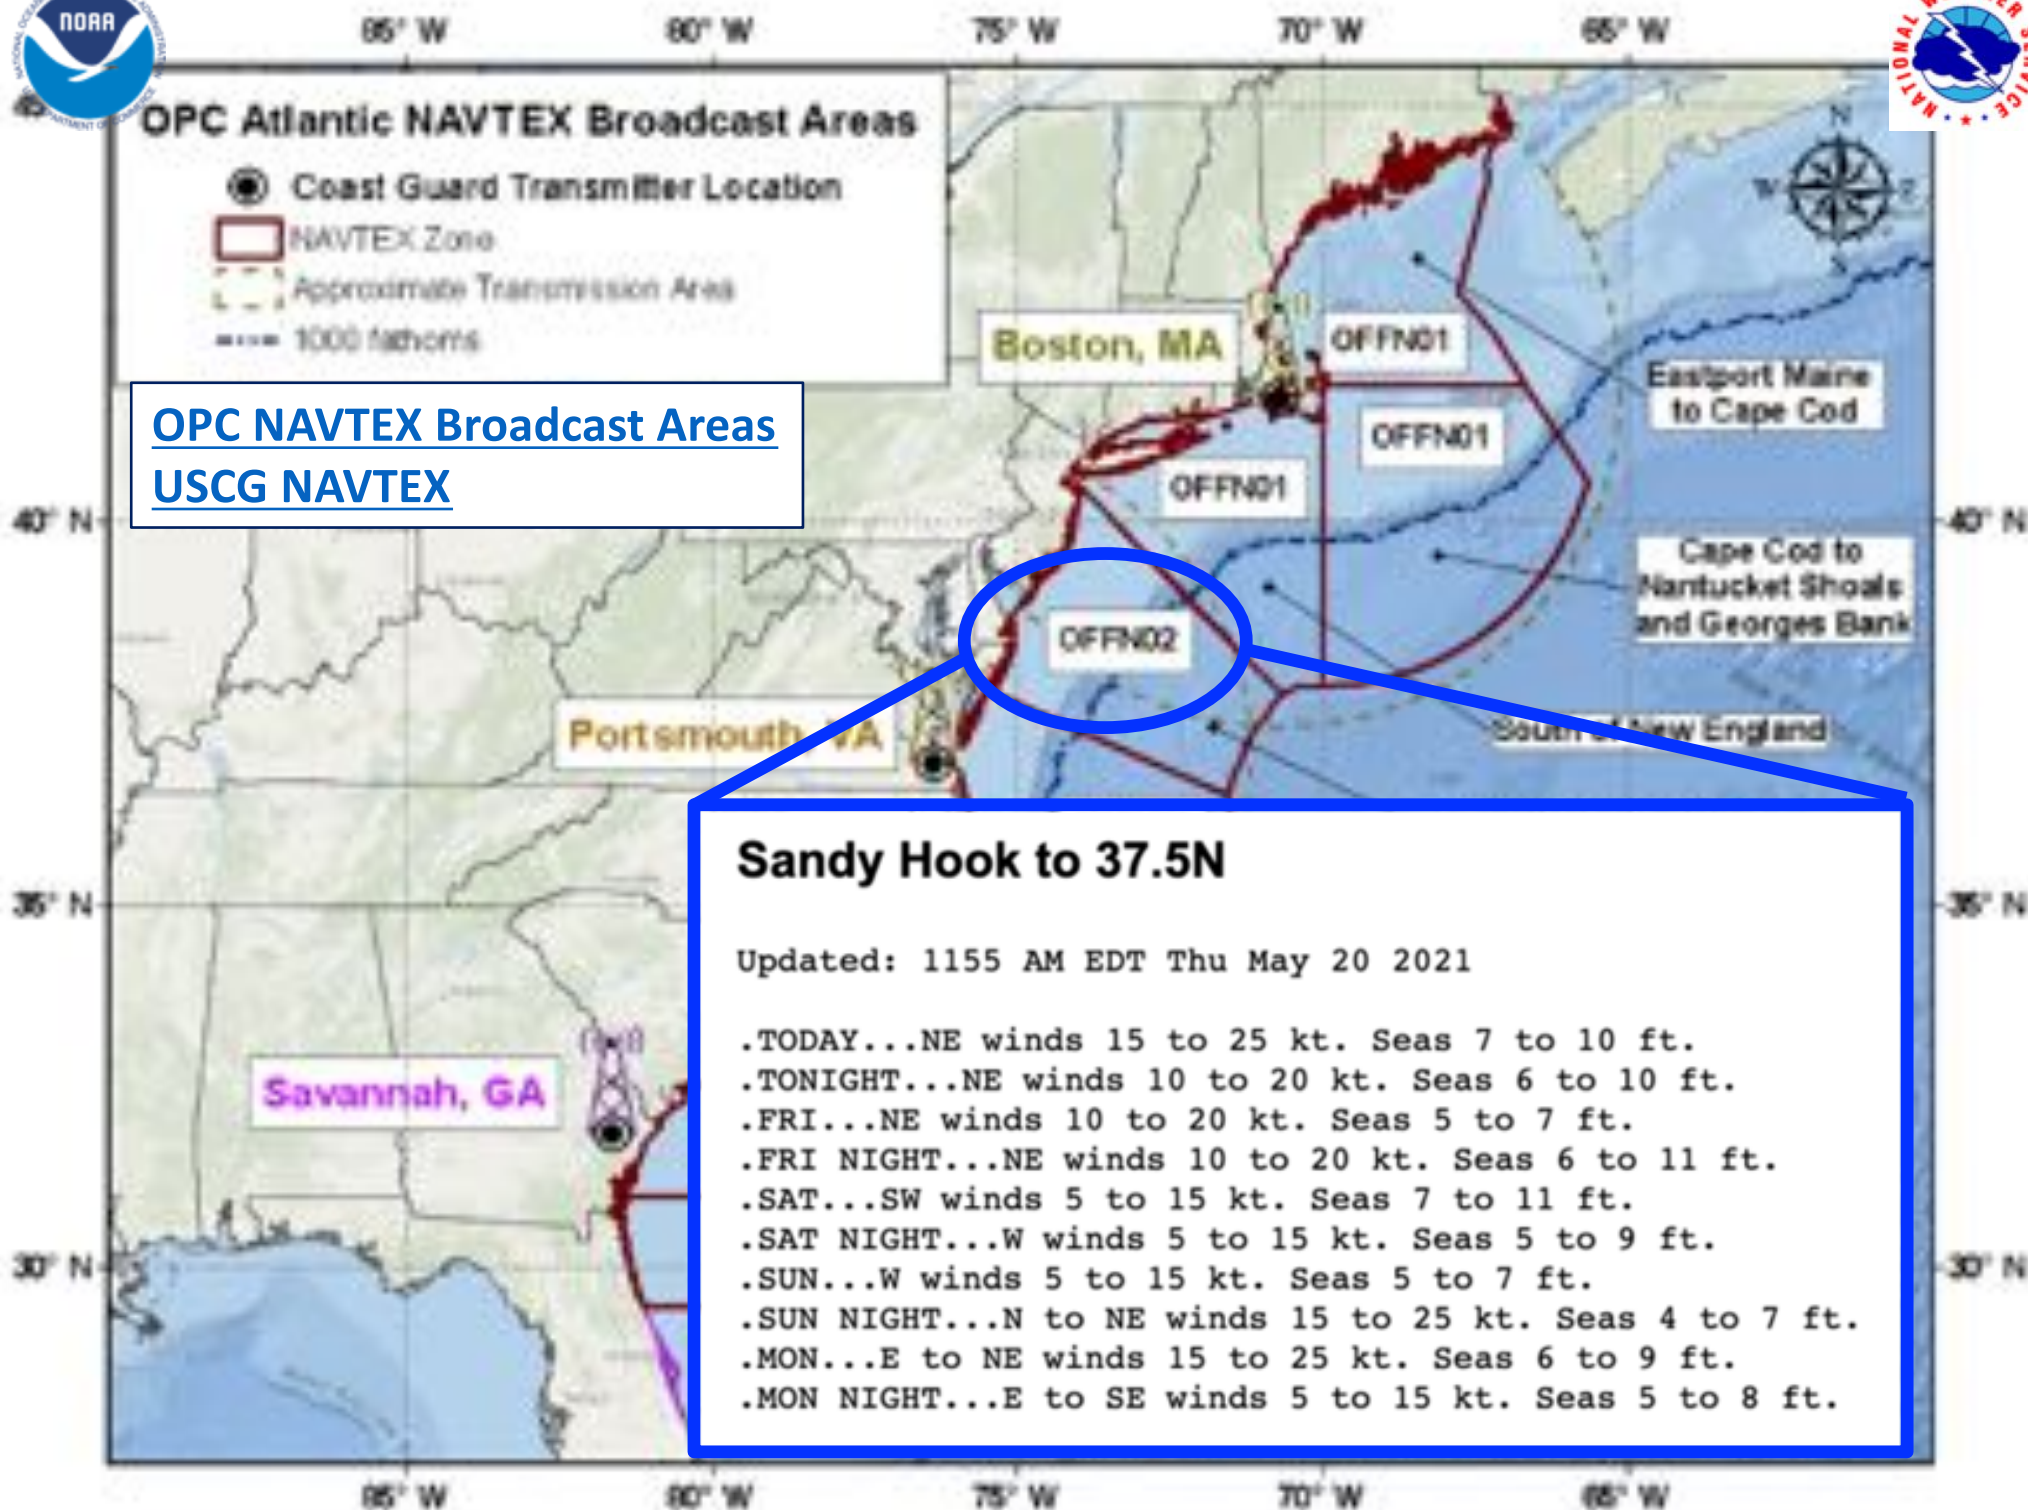 NOAA
85° W
80° W
75° W
70° W
65° W
NATIONAL WEATHER SERVICE
OPC Atlantic NAVTEX Broadcast Areas
Coast Guard Transmitter Location
NAVTEX Zone
Approximate Transmission Area
1000 fathoms
N
W
E
S
OPC NAVTEX Broadcast Areas
USCG NAVTEX
Boston, MA
OFFN01
Eastport Maine
to Cape Cod
OFFN01
OFFN01
40° N
40° N
Cape Cod to
Nantucket Shoals
and Georges Bank
OFFN02
Portsmouth, VA
South of New England
Sandy Hook to 37.5N
35° N
35° N
Updated: 1155 AM EDT Thu May 20 2021
.TODAY...NE winds 15 to 25 kt. Seas 7 to 10 ft.
.TONIGHT...NE winds 10 to 20 kt. Seas 6 to 10 ft.
.FRI...NE winds 10 to 20 kt. Seas 5 to 7 ft.
.FRI NIGHT...NE winds 10 to 20 kt. Seas 6 to 11 ft.
.SAT...SW winds 5 to 15 kt. Seas 7 to 11 ft.
.SAT NIGHT...W winds 5 to 15 kt. Seas 5 to 9 ft.
.SUN...W winds 5 to 15 kt. Seas 5 to 7 ft.
.SUN NIGHT...N to NE winds 15 to 25 kt. Seas 4 to 7 ft.
.MON...E to NE winds 15 to 25 kt. Seas 6 to 9 ft.
.MON NIGHT...E to SE winds 5 to 15 kt. Seas 5 to 8 ft.
Savannah, GA
30° N
30° N
85° W
80° W
75° W
70° W
65° W